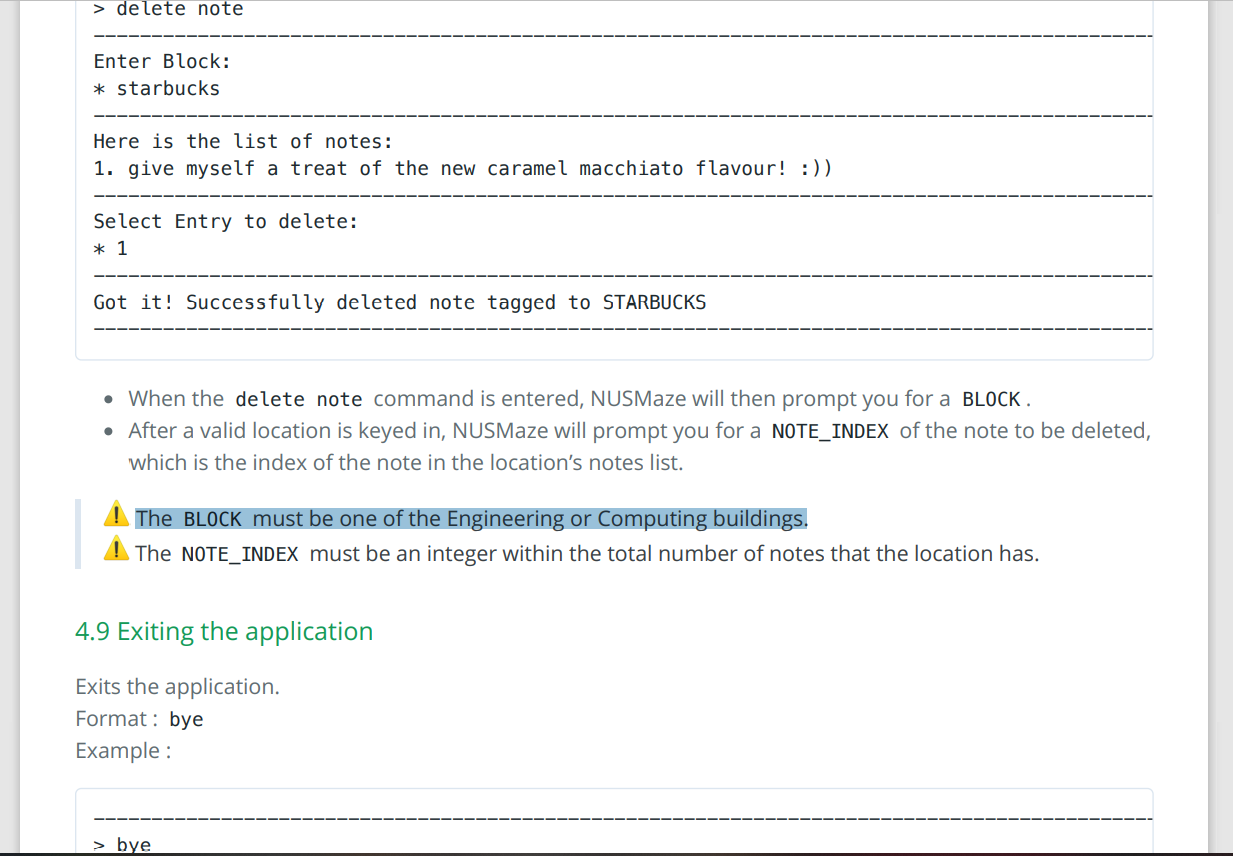 > delete note
Enter Block:
* starbucks
Here is the list of notes:
1. give myself a treat of the new caramel macchiato flavour! :))
Select Entry to delete:
* 1
Got it! Successfully deleted note tagged to STARBUCKS
• When the delete note command is entered, NUSMaze will then prompt you for a BLOCK.
• After a valid location is keyed in, NUSMaze will prompt you for a NOTE_INDEX of the note to be deleted,
which is the index of the note in the location's notes list.
⚠️ The BLOCK must be one of the Engineering or Computing buildings.
⚠️ The NOTE_INDEX must be an integer within the total number of notes that the location has.
4.9 Exiting the application
Exits the application.
Format : bye
Example :
> bye